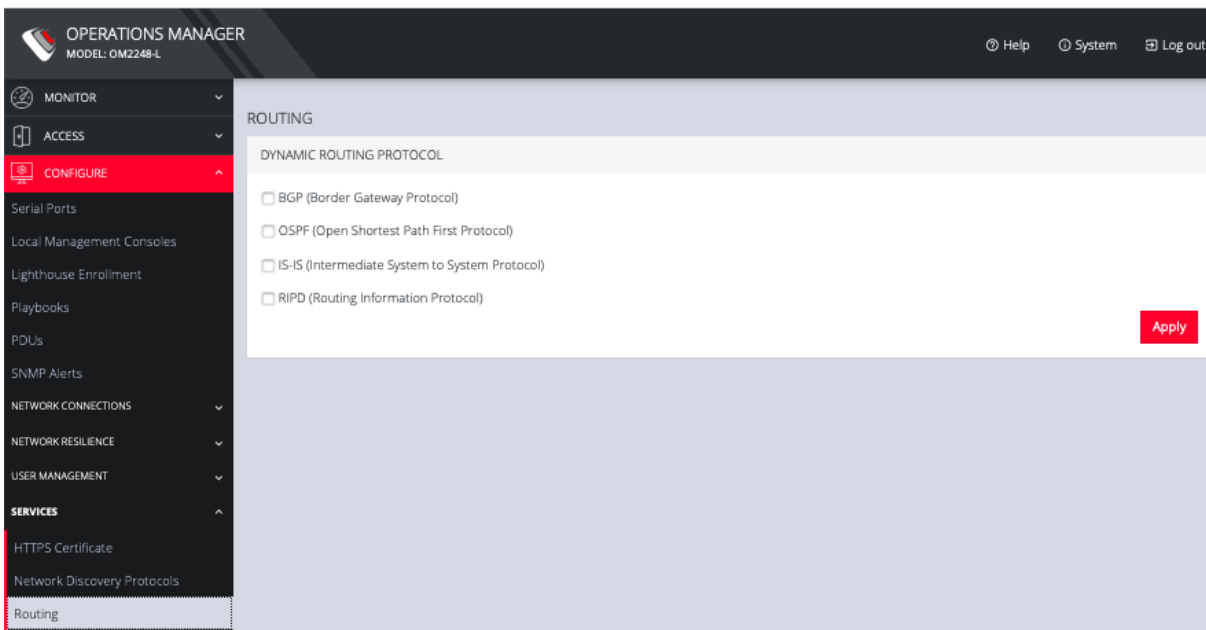 OPERATIONS MANAGER
MODEL: OM2248-L
Help
System
Log out
MONITOR
ACCESS
CONFIGURE
Serial Ports
Local Management Consoles
Lighthouse Enrollment
Playbooks
PDUs
SNMP Alerts
NETWORK CONNECTIONS
NETWORK RESILIENCE
USER MANAGEMENT
SERVICES
HTTPS Certificate
Network Discovery Protocols
Routing
ROUTING
DYNAMIC ROUTING PROTOCOL
BGP (Border Gateway Protocol)
OSPF (Open Shortest Path First Protocol)
IS-IS (Intermediate System to System Protocol)
RIPD (Routing Information Protocol)
Apply